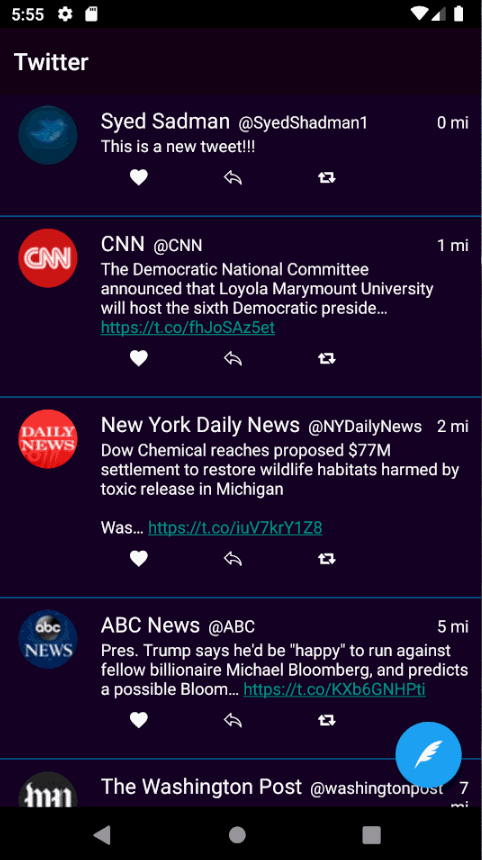 5:55
Twitter
Syed Sadman @SyedShadman1 0 mi
This is a new tweet!!!
CNN
CNN @CNN 1 mi
The Democratic National Committee
announced that Loyola Marymount University
will host the sixth Democratic preside…
https://t.co/fhJoSAz5et
DAILY
NEWS
New York Daily News @NYDailyNews 2 mi
Dow Chemical reaches proposed $77M
settlement to restore wildlife habitats harmed by
toxic release in Michigan
Was… https://t.co/iuV7krY1Z8
abc
NEWS
ABC News @ABC 5 mi
Pres. Trump says he'd be "happy" to run against
fellow billionaire Michael Bloomberg, and predicts
a possible Bloom… https://t.co/KXb6GNHPti
The Washington Post @washingtonpost 7
mi